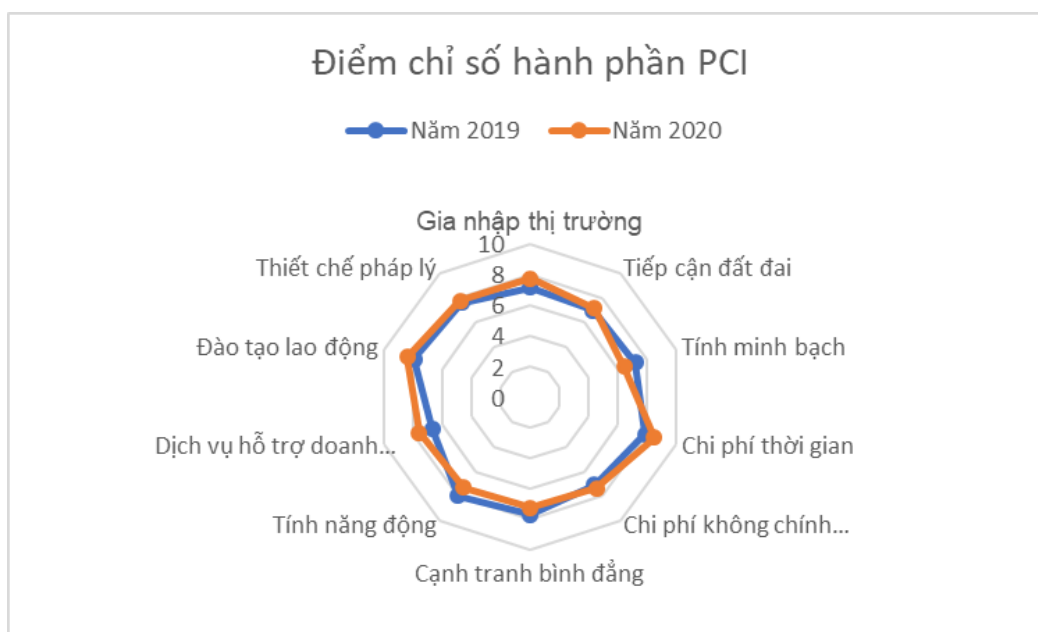 Điểm chỉ số hành phần PCI
Năm 2019
Năm 2020
Gia nhập thị trường
Tiếp cận đất đai
Tính minh bạch
Chi phí thời gian
Chi phí không chính...
Cạnh tranh bình đẳng
Tính năng động
Dịch vụ hỗ trợ doanh...
Đào tạo lao động
Thiết chế pháp lý
10
8
6
4
2
0